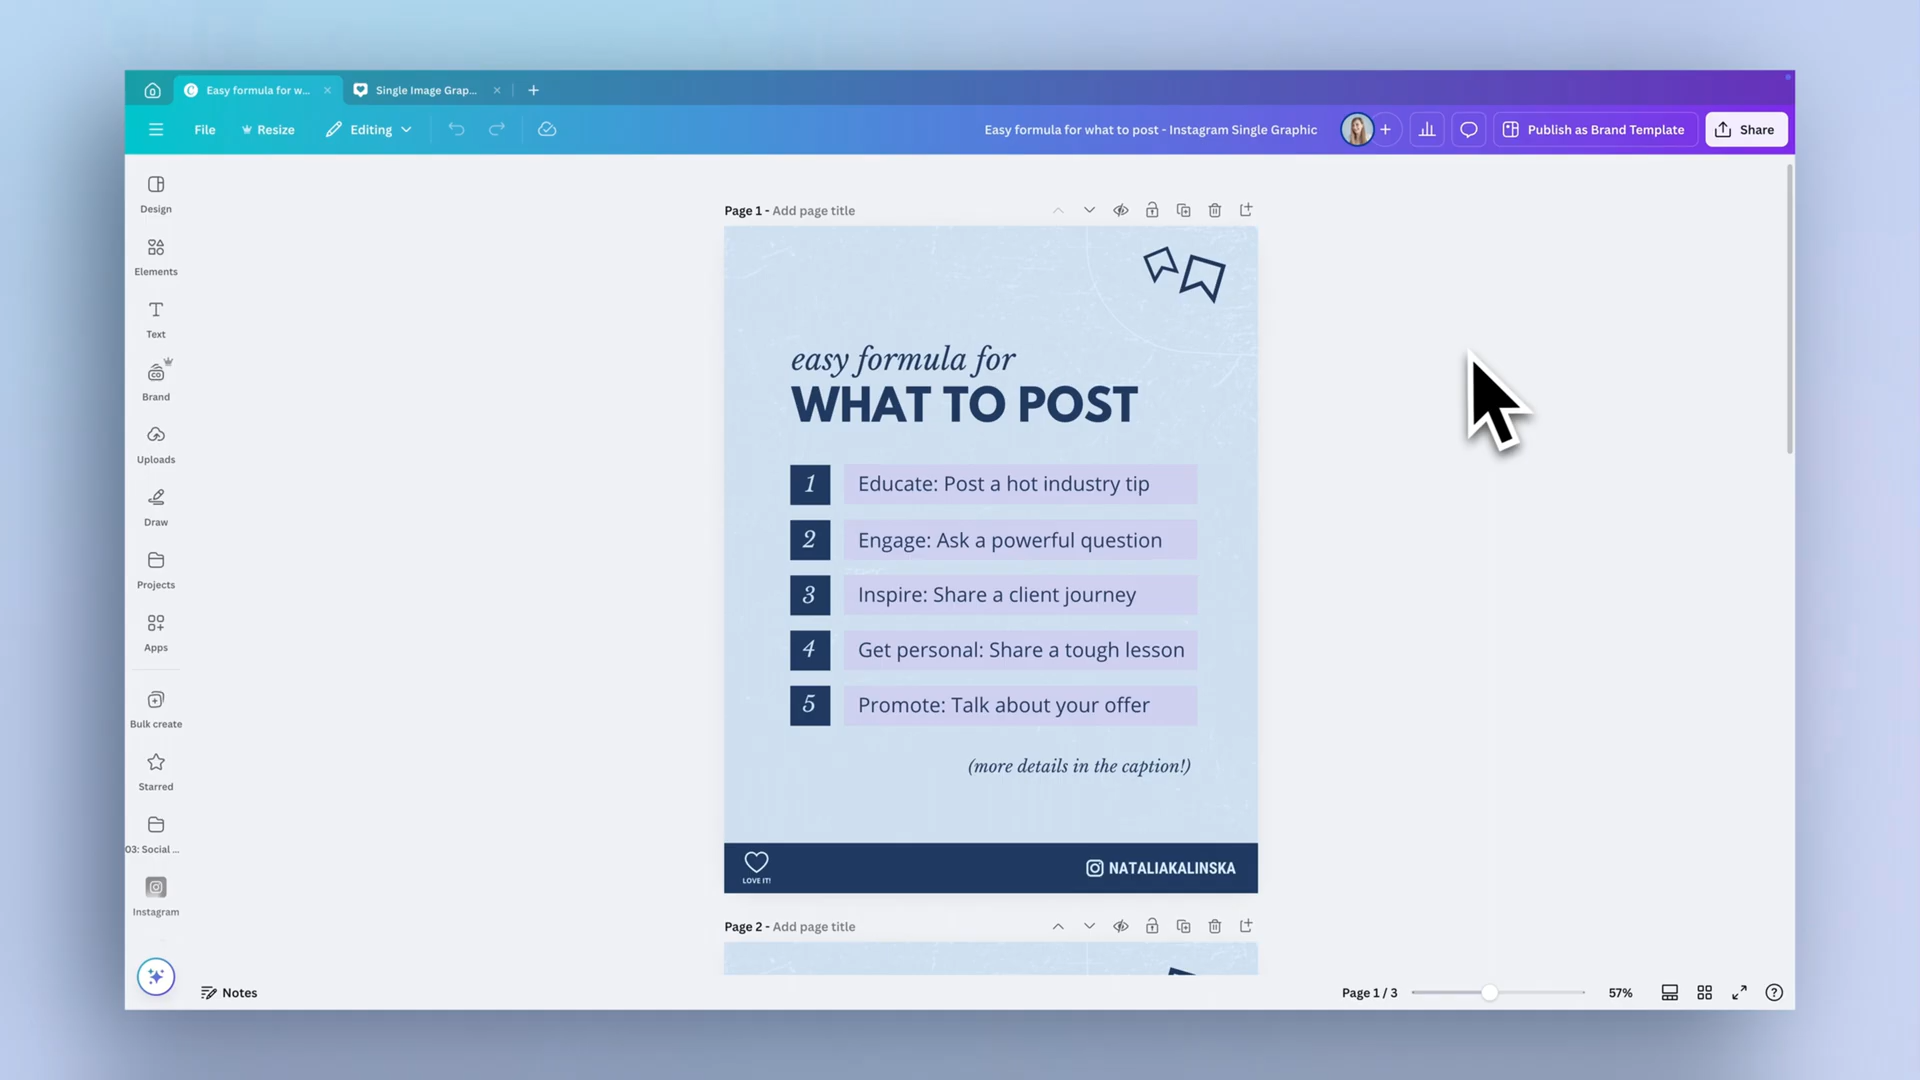 Easy formula for w...
Single Image Grap...
File
Resize
Editing
Easy formula for what to post - Instagram Single Graphic
Publish as Brand Template
Share
Design
Elements
Text
Brand
Uploads
Draw
Projects
Apps
Bulk create
Starred
03: Social ...
Instagram
Page 1 - Add page title
easy formula for
WHAT TO POST
1 Educate: Post a hot industry tip
2 Engage: Ask a powerful question
3 Inspire: Share a client journey
4 Get personal: Share a tough lesson
5 Promote: Talk about your offer
(more details in the caption!)
LOVE IT!
NATALIAKALINSKA
Page 2 - Add page title
Notes
Page 1 / 3
57%